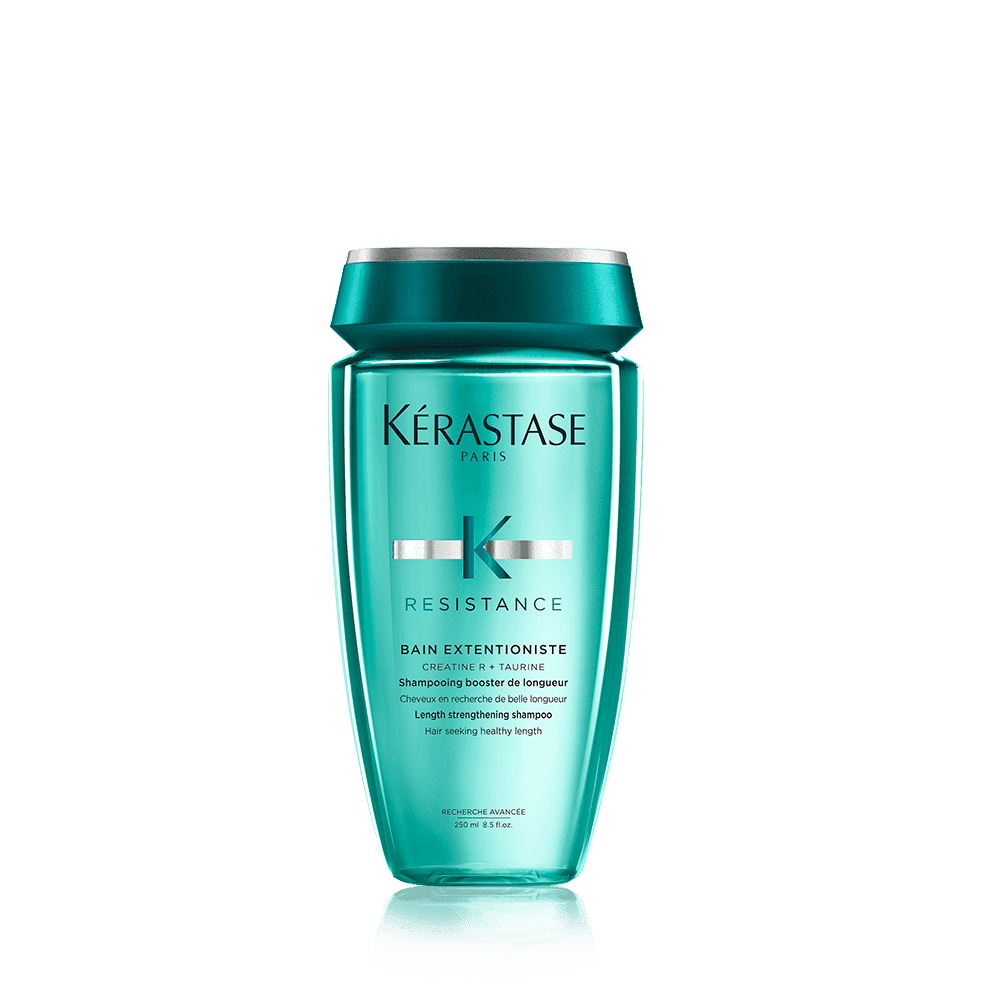 KÉRASTASE
PARIS
K
RESISTANCE
BAIN EXTENTIONISTE
CREATINE R + TAURINE
Shampooing booster de longueur
Cheveux en recherche de belle longueur
Length strengthening shampoo
Hair seeking healthy length
RECHERCHE AVANCÉE
250 ml 8.5 fl.oz.